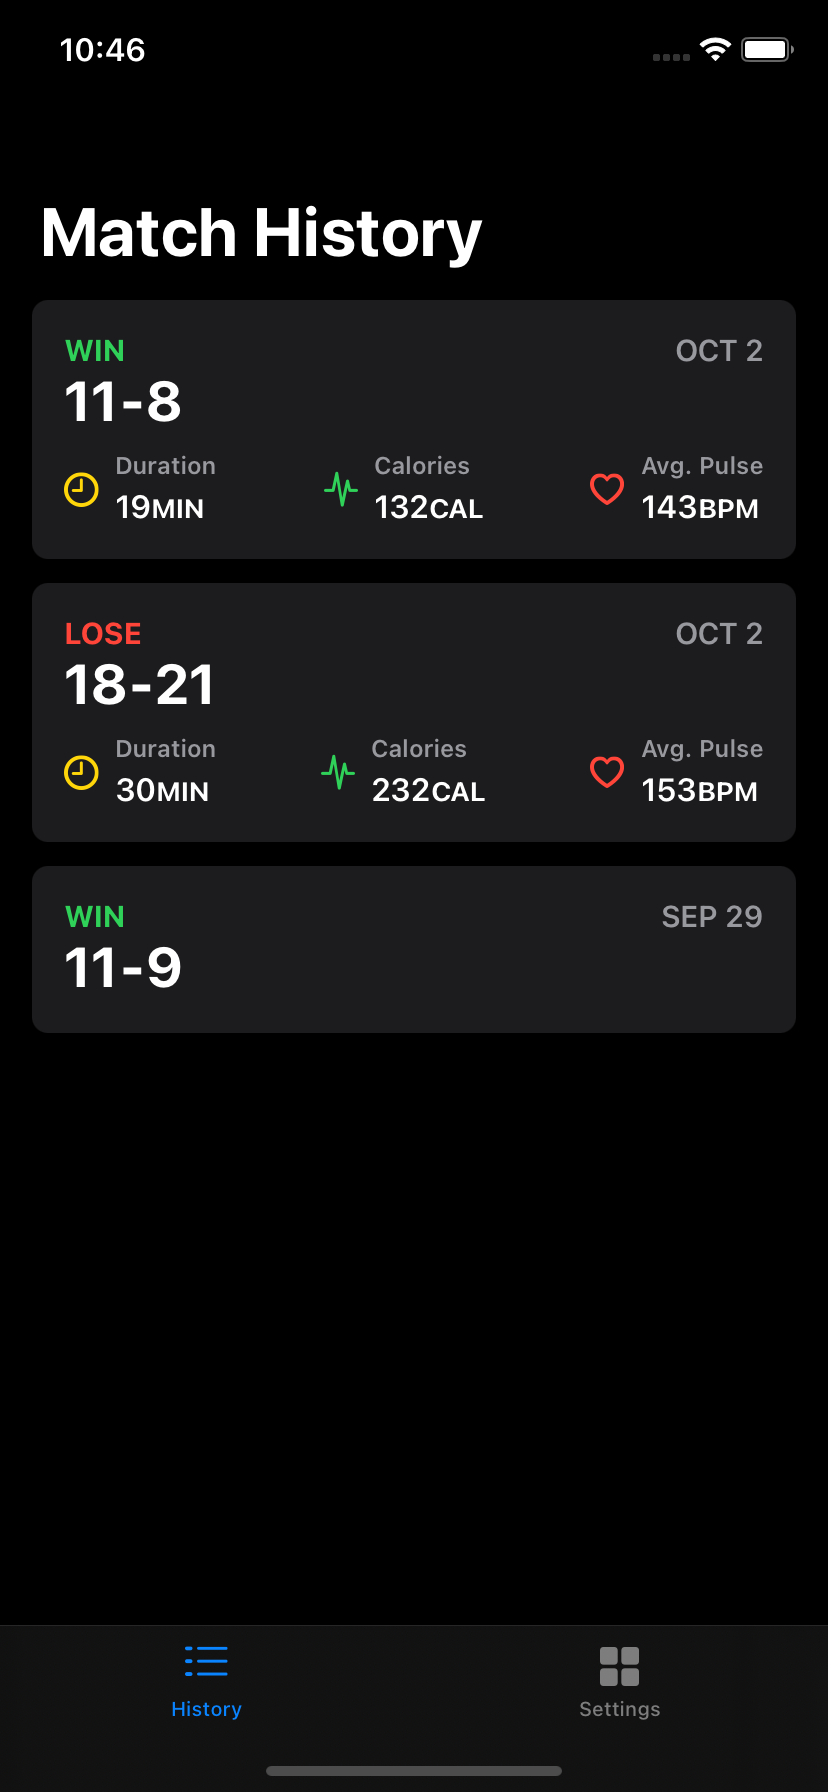 10:46
Match History
WIN OCT 2
11-8
Duration Calories Avg. Pulse
19MIN 132CAL 143BPM
LOSE OCT 2
18-21
Duration Calories Avg. Pulse
30MIN 232CAL 153BPM
WIN SEP 29
11-9
History Settings